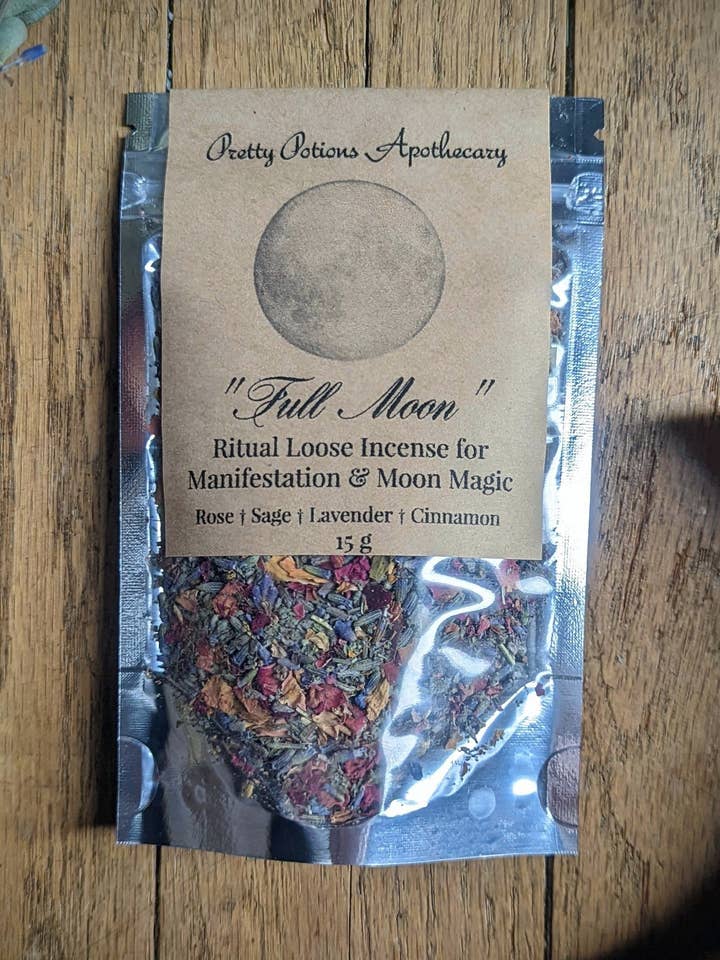 Pretty Potions Apothecary
"Full Moon"
Ritual Loose Incense for
Manifestation & Moon Magic
Rose † Sage † Lavender † Cinnamon
15 g